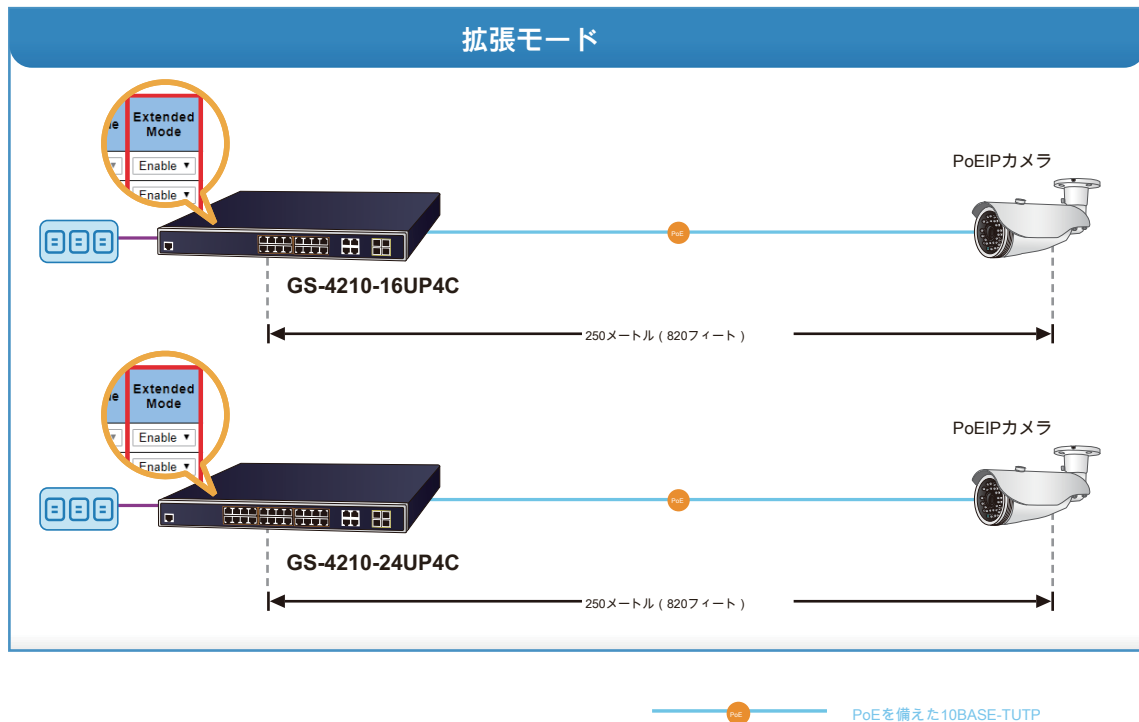 拡張モード
le
Extended
Mode
Enable
Enable
PoEIPカメラ
PoE
GS-4210-16UP4C
250メートル ( 820フィート )
le
Extended
Mode
Enable
Enable
PoEIPカメラ
PoE
GS-4210-24UP4C
250メートル ( 820フィート )
PoE
PoEを備えた10BASE-TUTP